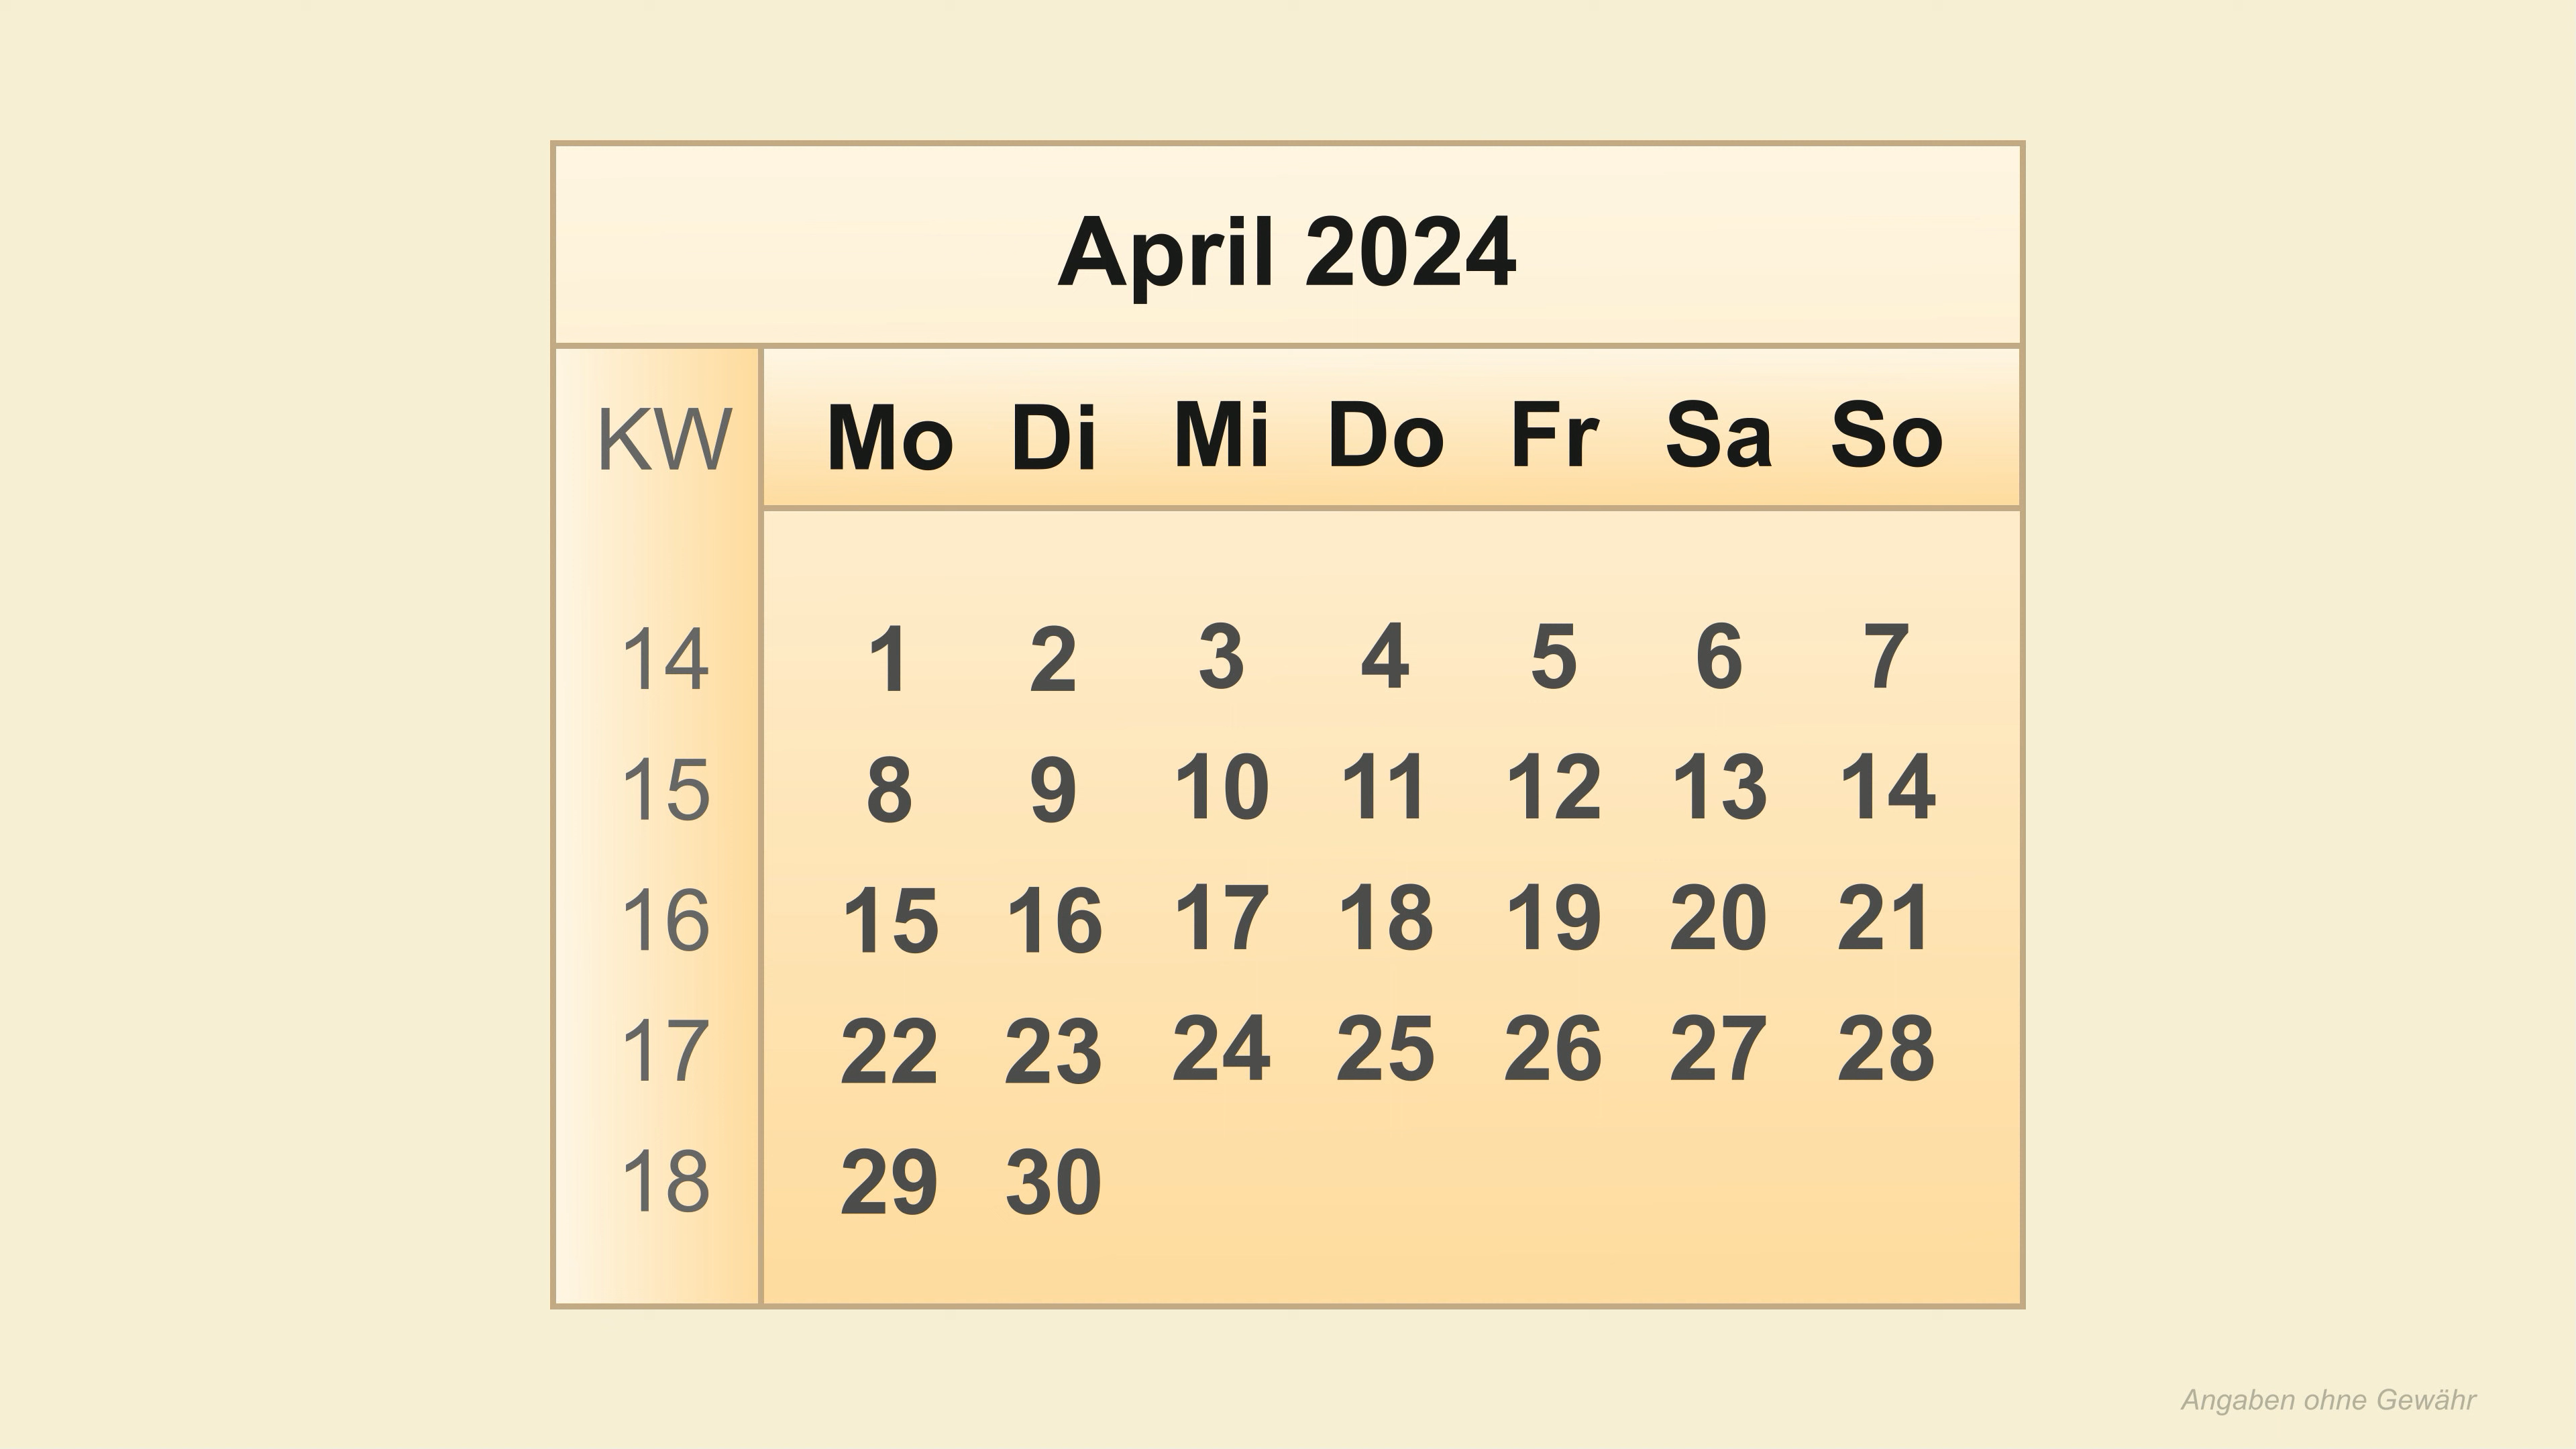 April 2024
KW Mo Di Mi Do Fr Sa So
14 1 2 3 4 5 6 7
15 8 9 10 11 12 13 14
16 15 16 17 18 19 20 21
17 22 23 24 25 26 27 28
18 29 30
Angaben ohne Gewähr